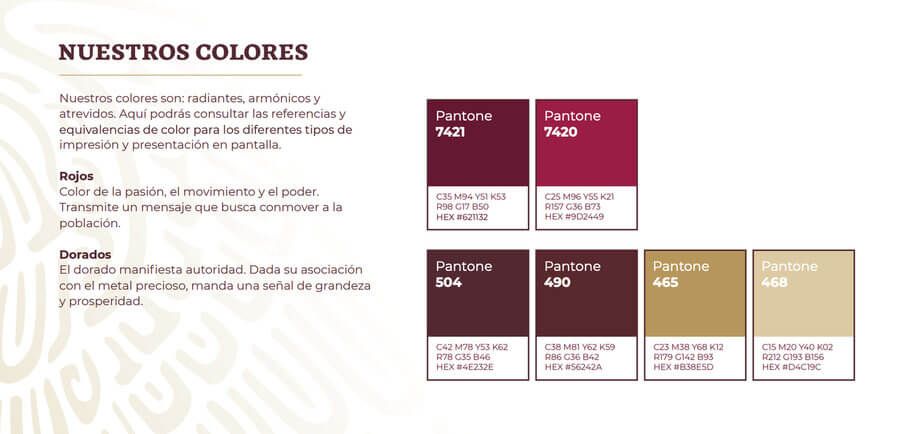 NUESTROS COLORES
Nuestros colores son: radiantes, armónicos y
atrevidos. Aquí podrás consultar las referencias y
equivalencias de color para los diferentes tipos de
impresión y presentación en pantalla.
Rojos
Color de la pasión, el movimiento y el poder.
Transmite un mensaje que busca conmover a la
población.
Dorados
El dorado manifiesta autoridad. Dada su asociación
con el metal precioso, manda una señal de grandeza
y prosperidad.
Pantone
7421
C35 M94 Y51 K53
R98 G17 B50
HEX #621132
Pantone
7420
C25 M96 Y55 K21
R157 G36 B73
HEX #9D2449
Pantone
504
C42 M78 Y53 K62
R78 G35 B46
HEX #4E232E
Pantone
490
C38 M81 Y62 K59
R86 G36 B42
HEX #56242A
Pantone
465
C23 M38 Y68 K12
R179 G142 B93
HEX #B38E5D
Pantone
468
C15 M20 Y40 K02
R212 G193 B156
HEX #D4C19C